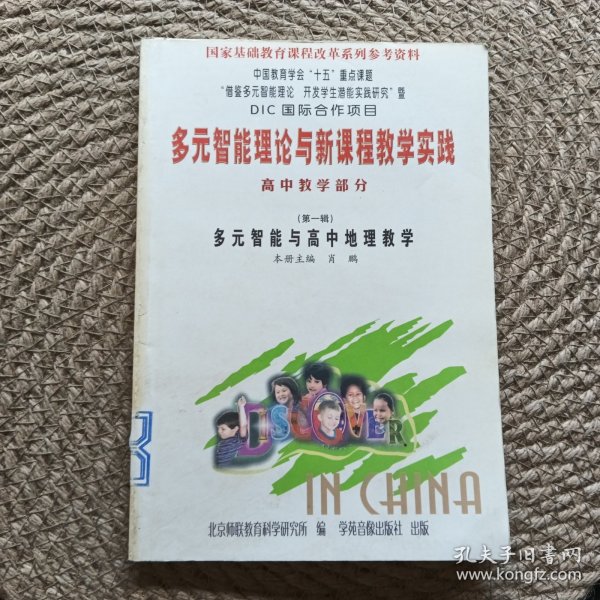 国家基础教育课程改革系列参考资料
中国教育学会“十五”重点课题
“借鉴多元智能理论 开发学生潜能实践研究”暨
DIC 国际合作项目
多元智能理论与新课程教学实践
高中教学部分
(第一辑)
多元智能与高中地理教学
本册主编 肖 鹏
DISCOVER
IN CHINA
北京师联教育科学研究所 编 学苑音像出版社 出版
孔夫子旧书网
www.kongfz.com